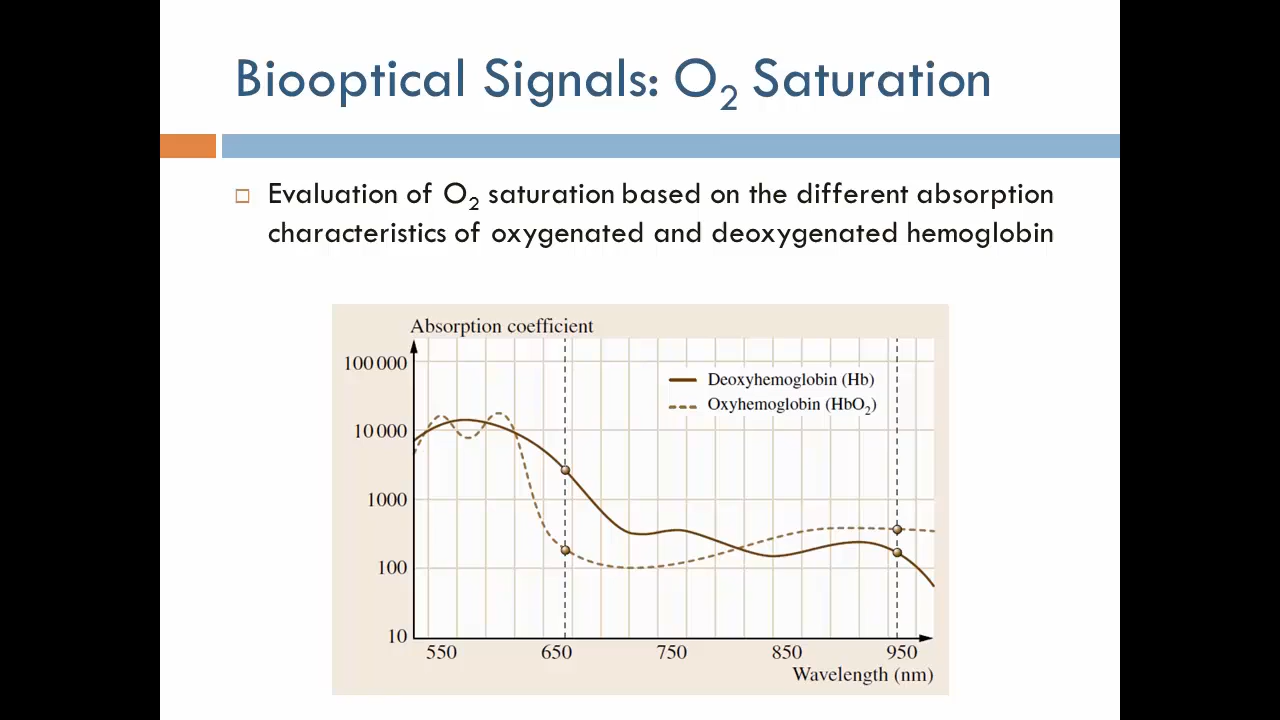 Biooptical Signals: O2 Saturation
Evaluation of O2 saturation based on the different absorption
characteristics of oxygenated and deoxygenated hemoglobin
Absorption coefficient
100 000
10 000
1000
100
10
Deoxyhemoglobin (Hb)
Oxyhemoglobin (HbO2)
550 650 750 850 950
Wavelength (nm)